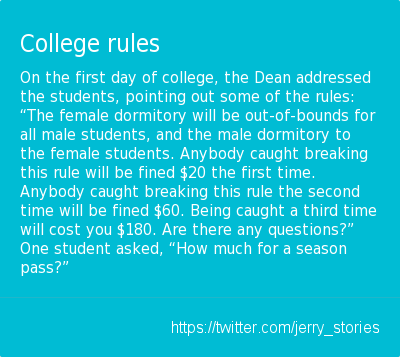 College rules
On the first day of college, the Dean addressed
the students, pointing out some of the rules:
“The female dormitory will be out-of-bounds for
all male students, and the male dormitory to
the female students. Anybody caught breaking
this rule will be fined $20 the first time.
Anybody caught breaking this rule the second
time will be fined $60. Being caught a third time
will cost you $180. Are there any questions?”
One student asked, “How much for a season
pass?”
https://twitter.com/jerry_stories